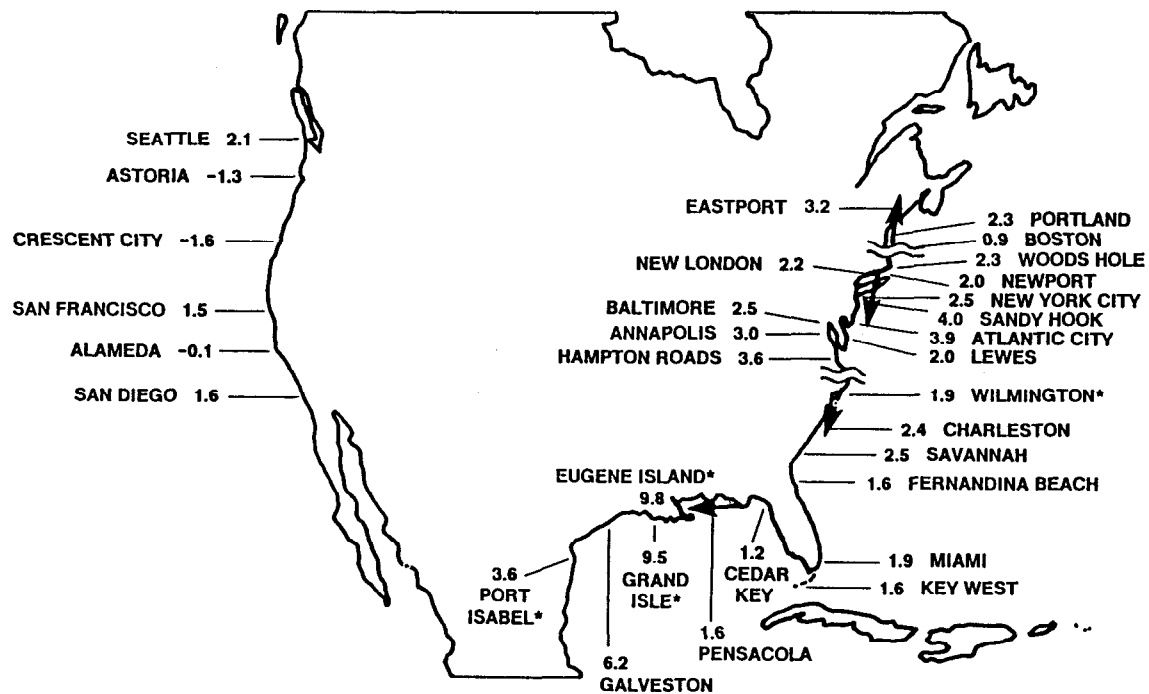 SEATTLE 2.1
ASTORIA -1.3
CRESCENT CITY -1.6
SAN FRANCISCO 1.5
ALAMEDA -0.1
SAN DIEGO 1.6
EASTPORT 3.2
2.3 PORTLAND
0.9 BOSTON
2.3 WOODS HOLE
NEW LONDON 2.2
2.0 NEWPORT
2.5 NEW YORK CITY
BALTIMORE 2.5
4.0 SANDY HOOK
ANNAPOLIS 3.0
3.9 ATLANTIC CITY
HAMPTON ROADS 3.6
2.0 LEWES
1.9 WILMINGTON*
2.4 CHARLESTON
2.5 SAVANNAH
1.6 FERNANDINA BEACH
EUGENE ISLAND*
9.8
1.9 MIAMI
1.6 KEY WEST
3.6
PORT
ISABEL*
9.5
GRAND
ISLE*
1.2
CEDAR
KEY
1.6
PENSACOLA
6.2
GALVESTON